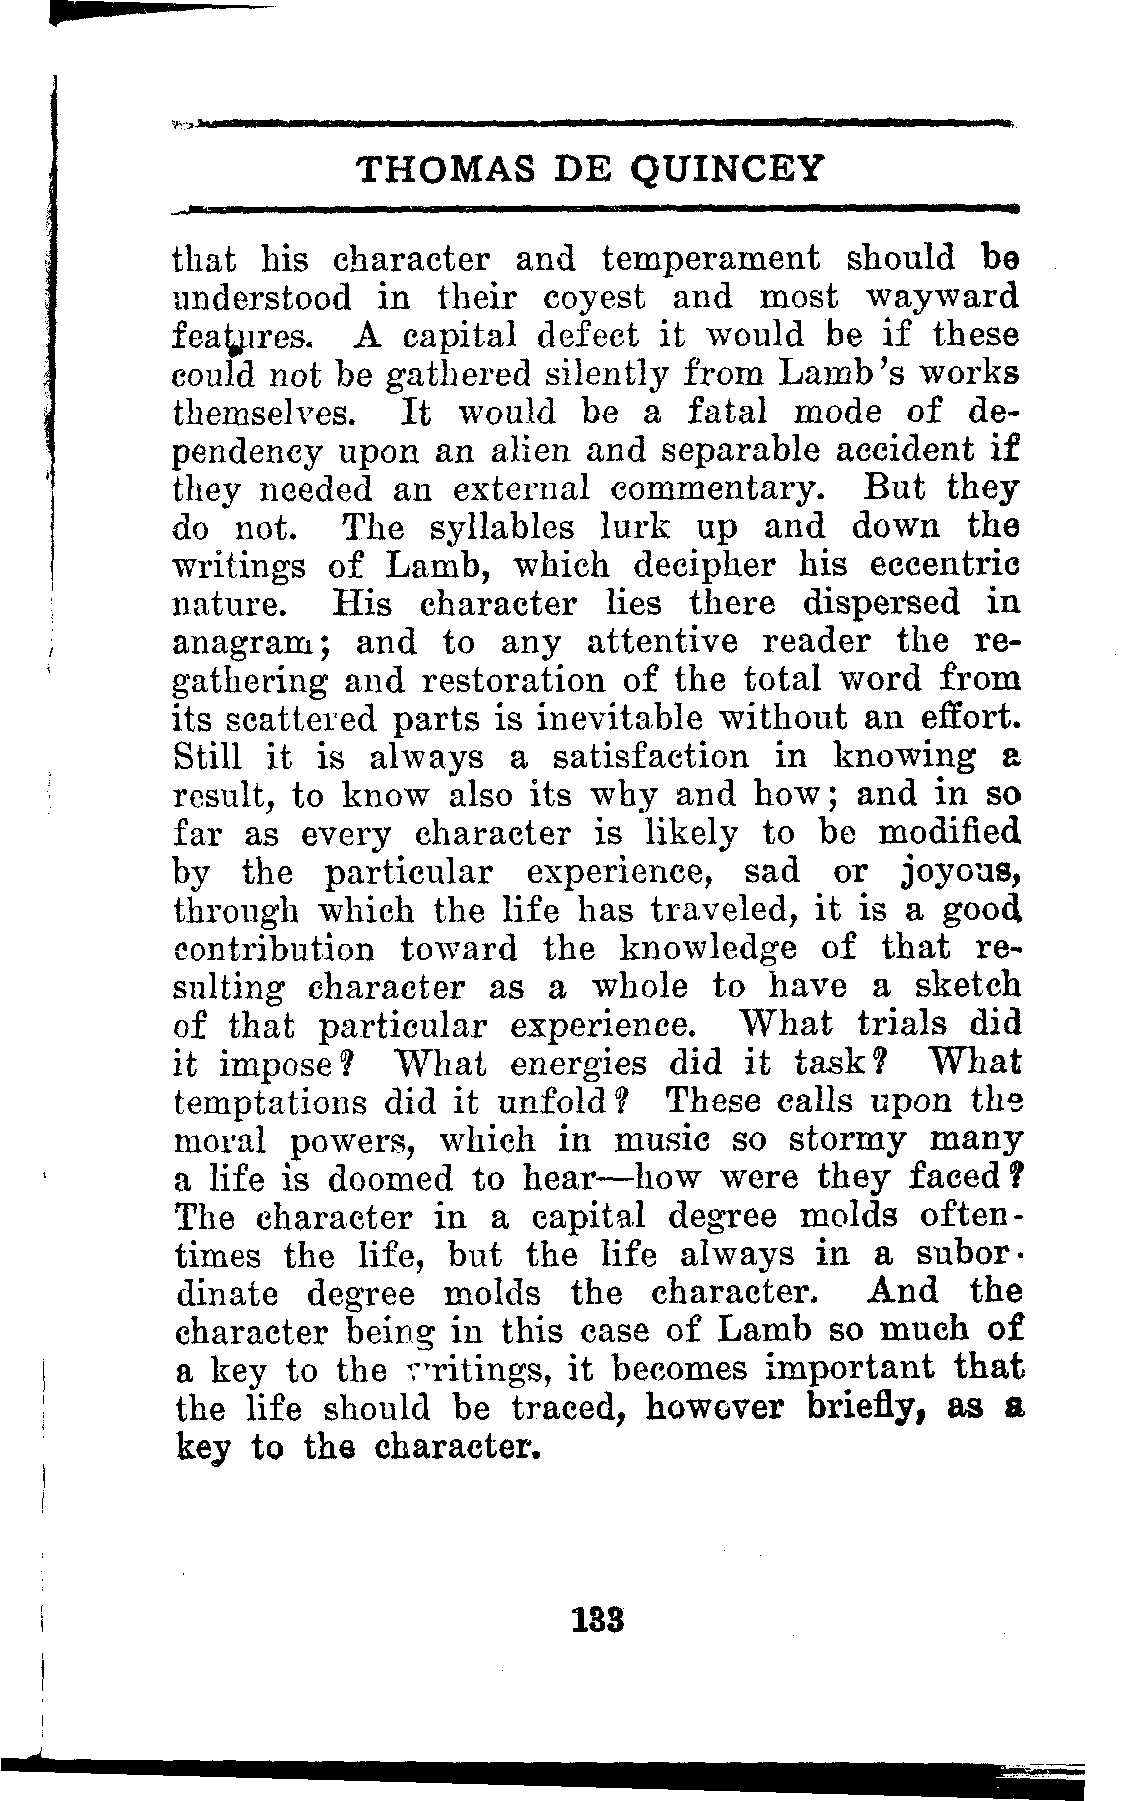 THOMAS DE QUINCEY
that his character and temperament should be
understood in their coyest and most wayward
features. A capital defect it would be if these
could not be gathered silently from Lamb's works
themselves. It would be a fatal mode of de-
pendency upon an alien and separable accident if
they needed an external commentary. But they
do not. The syllables lurk up and down the
writings of Lamb, which decipher his eccentric
nature. His character lies there dispersed in
anagram; and to any attentive reader the re-
gathering and restoration of the total word from
its scattered parts is inevitable without an effort.
Still it is always a satisfaction in knowing a
result, to know also its why and how; and in so
far as every character is likely to be modified
by the particular experience, sad or joyous,
through which the life has traveled, it is a good
contribution toward the knowledge of that re-
sulting character as a whole to have a sketch
of that particular experience. What trials did
it impose? What energies did it task? What
temptations did it unfold? These calls upon the
moral powers, which in music so stormy many
a life is doomed to hear—how were they faced?
The character in a capital degree molds often-
times the life, but the life always in a subor-
dinate degree molds the character. And the
character being in this case of Lamb so much of
a key to the writings, it becomes important that
the life should be traced, however briefly, as a
key to the character.
133